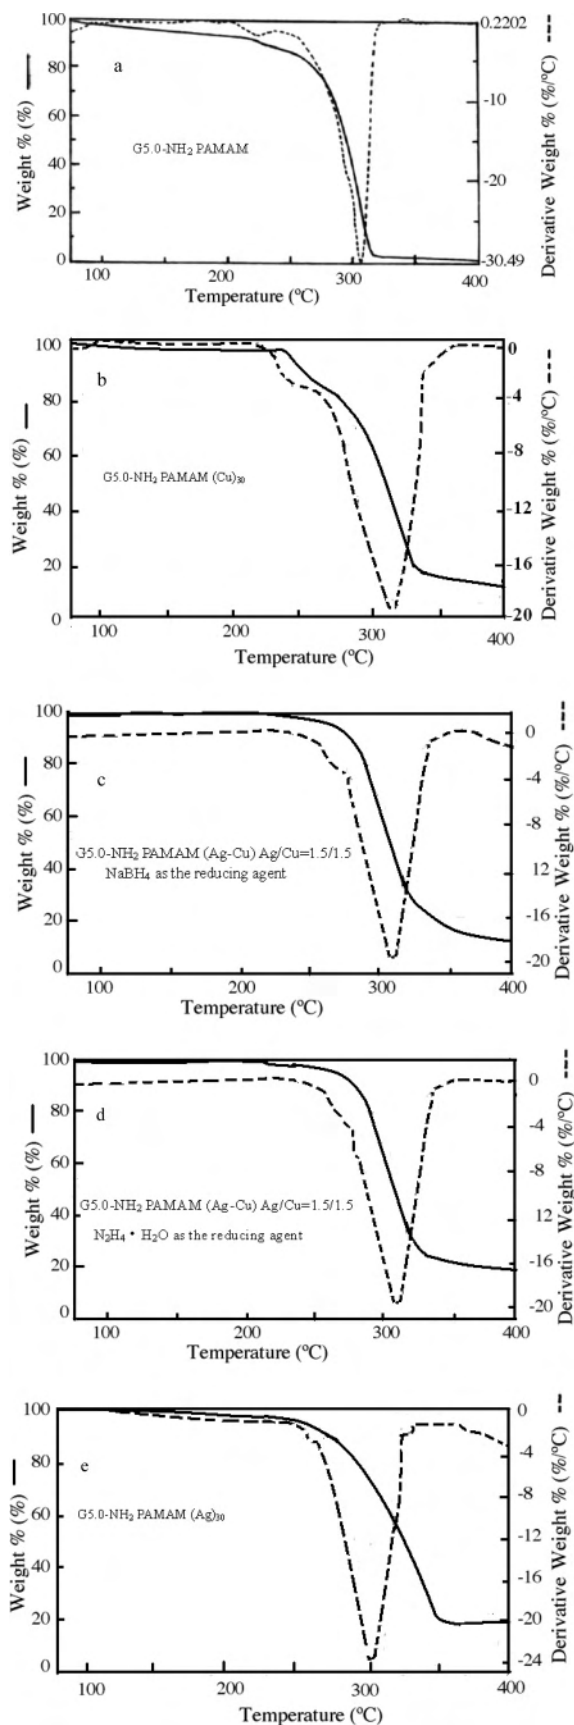 100
80
60
40
20
0
Weight % (%)
a
G5.0-NH2 PAMAM
0.2202
-10
-20
-30.49
Derivative Weight % (%/°C)
100
200
300
400
Temperature (°C)
100
80
60
40
20
0
Weight % (%)
b
G5.0-NH2 PAMAM (Cu)30
0
-4
-8
-12
-16
-20
Derivative Weight % (%/°C)
100
200
300
400
Temperature (°C)
100
80
60
40
20
0
Weight % (%)
c
G5.0-NH2 PAMAM (Ag-Cu) Ag/Cu=1.5/1.5
NaBH4 as the reducing agent
0
-4
-8
-12
-16
-20
Derivative Weight % (%/°C)
100
200
300
400
Temperature (°C)
100
80
60
40
20
0
Weight % (%)
d
G5.0-NH2 PAMAM (Ag-Cu) Ag/Cu=1.5/1.5
N2H4 • H2O as the reducing agent
0
-4
-8
-12
-16
-20
Derivative Weight % (%/°C)
100
200
300
400
Temperature (°C)
100
80
60
40
20
0
Weight % (%)
e
G5.0-NH2 PAMAM (Ag)30
0
-4
-8
-12
-16
-20
-24
Derivative Weight % (%/°C)
100
200
300
400
Temperature (°C)